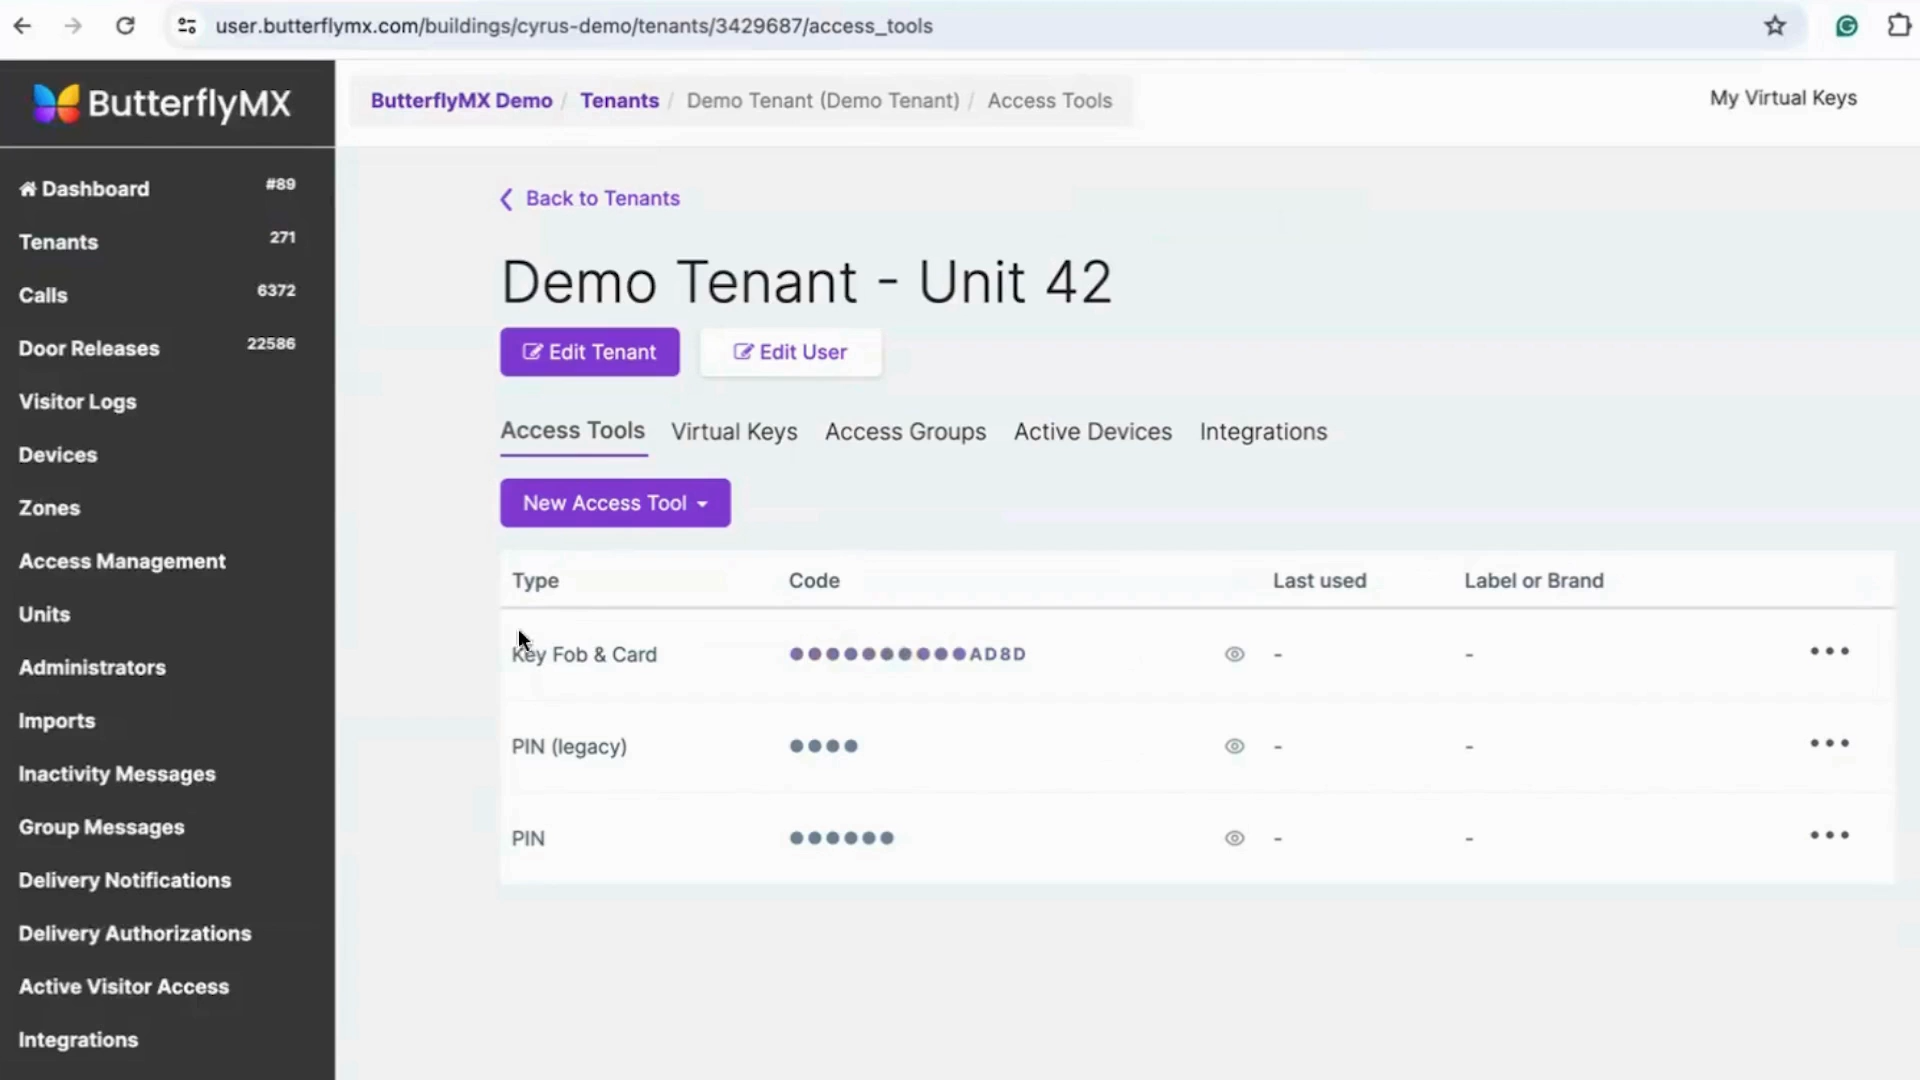 user.butterflymx.com/buildings/cyrus-demo/tenants/3429687/access_tools
ButterflyMX
ButterflyMX Demo / Tenants / Demo Tenant (Demo Tenant) / Access Tools
My Virtual Keys
Dashboard #89
Tenants 271
Calls 6372
Door Releases 22586
Visitor Logs
Devices
Zones
Access Management
Units
Administrators
Imports
Inactivity Messages
Group Messages
Delivery Notifications
Delivery Authorizations
Active Visitor Access
Integrations
Back to Tenants
Demo Tenant - Unit 42
Edit Tenant Edit User
Access Tools Virtual Keys Access Groups Active Devices Integrations
New Access Tool
Type Code Last used Label or Brand
Key Fob & Card ●●●●●●●●●●AD8D - -
PIN (legacy) ●●●● - -
PIN ●●●●●● - -